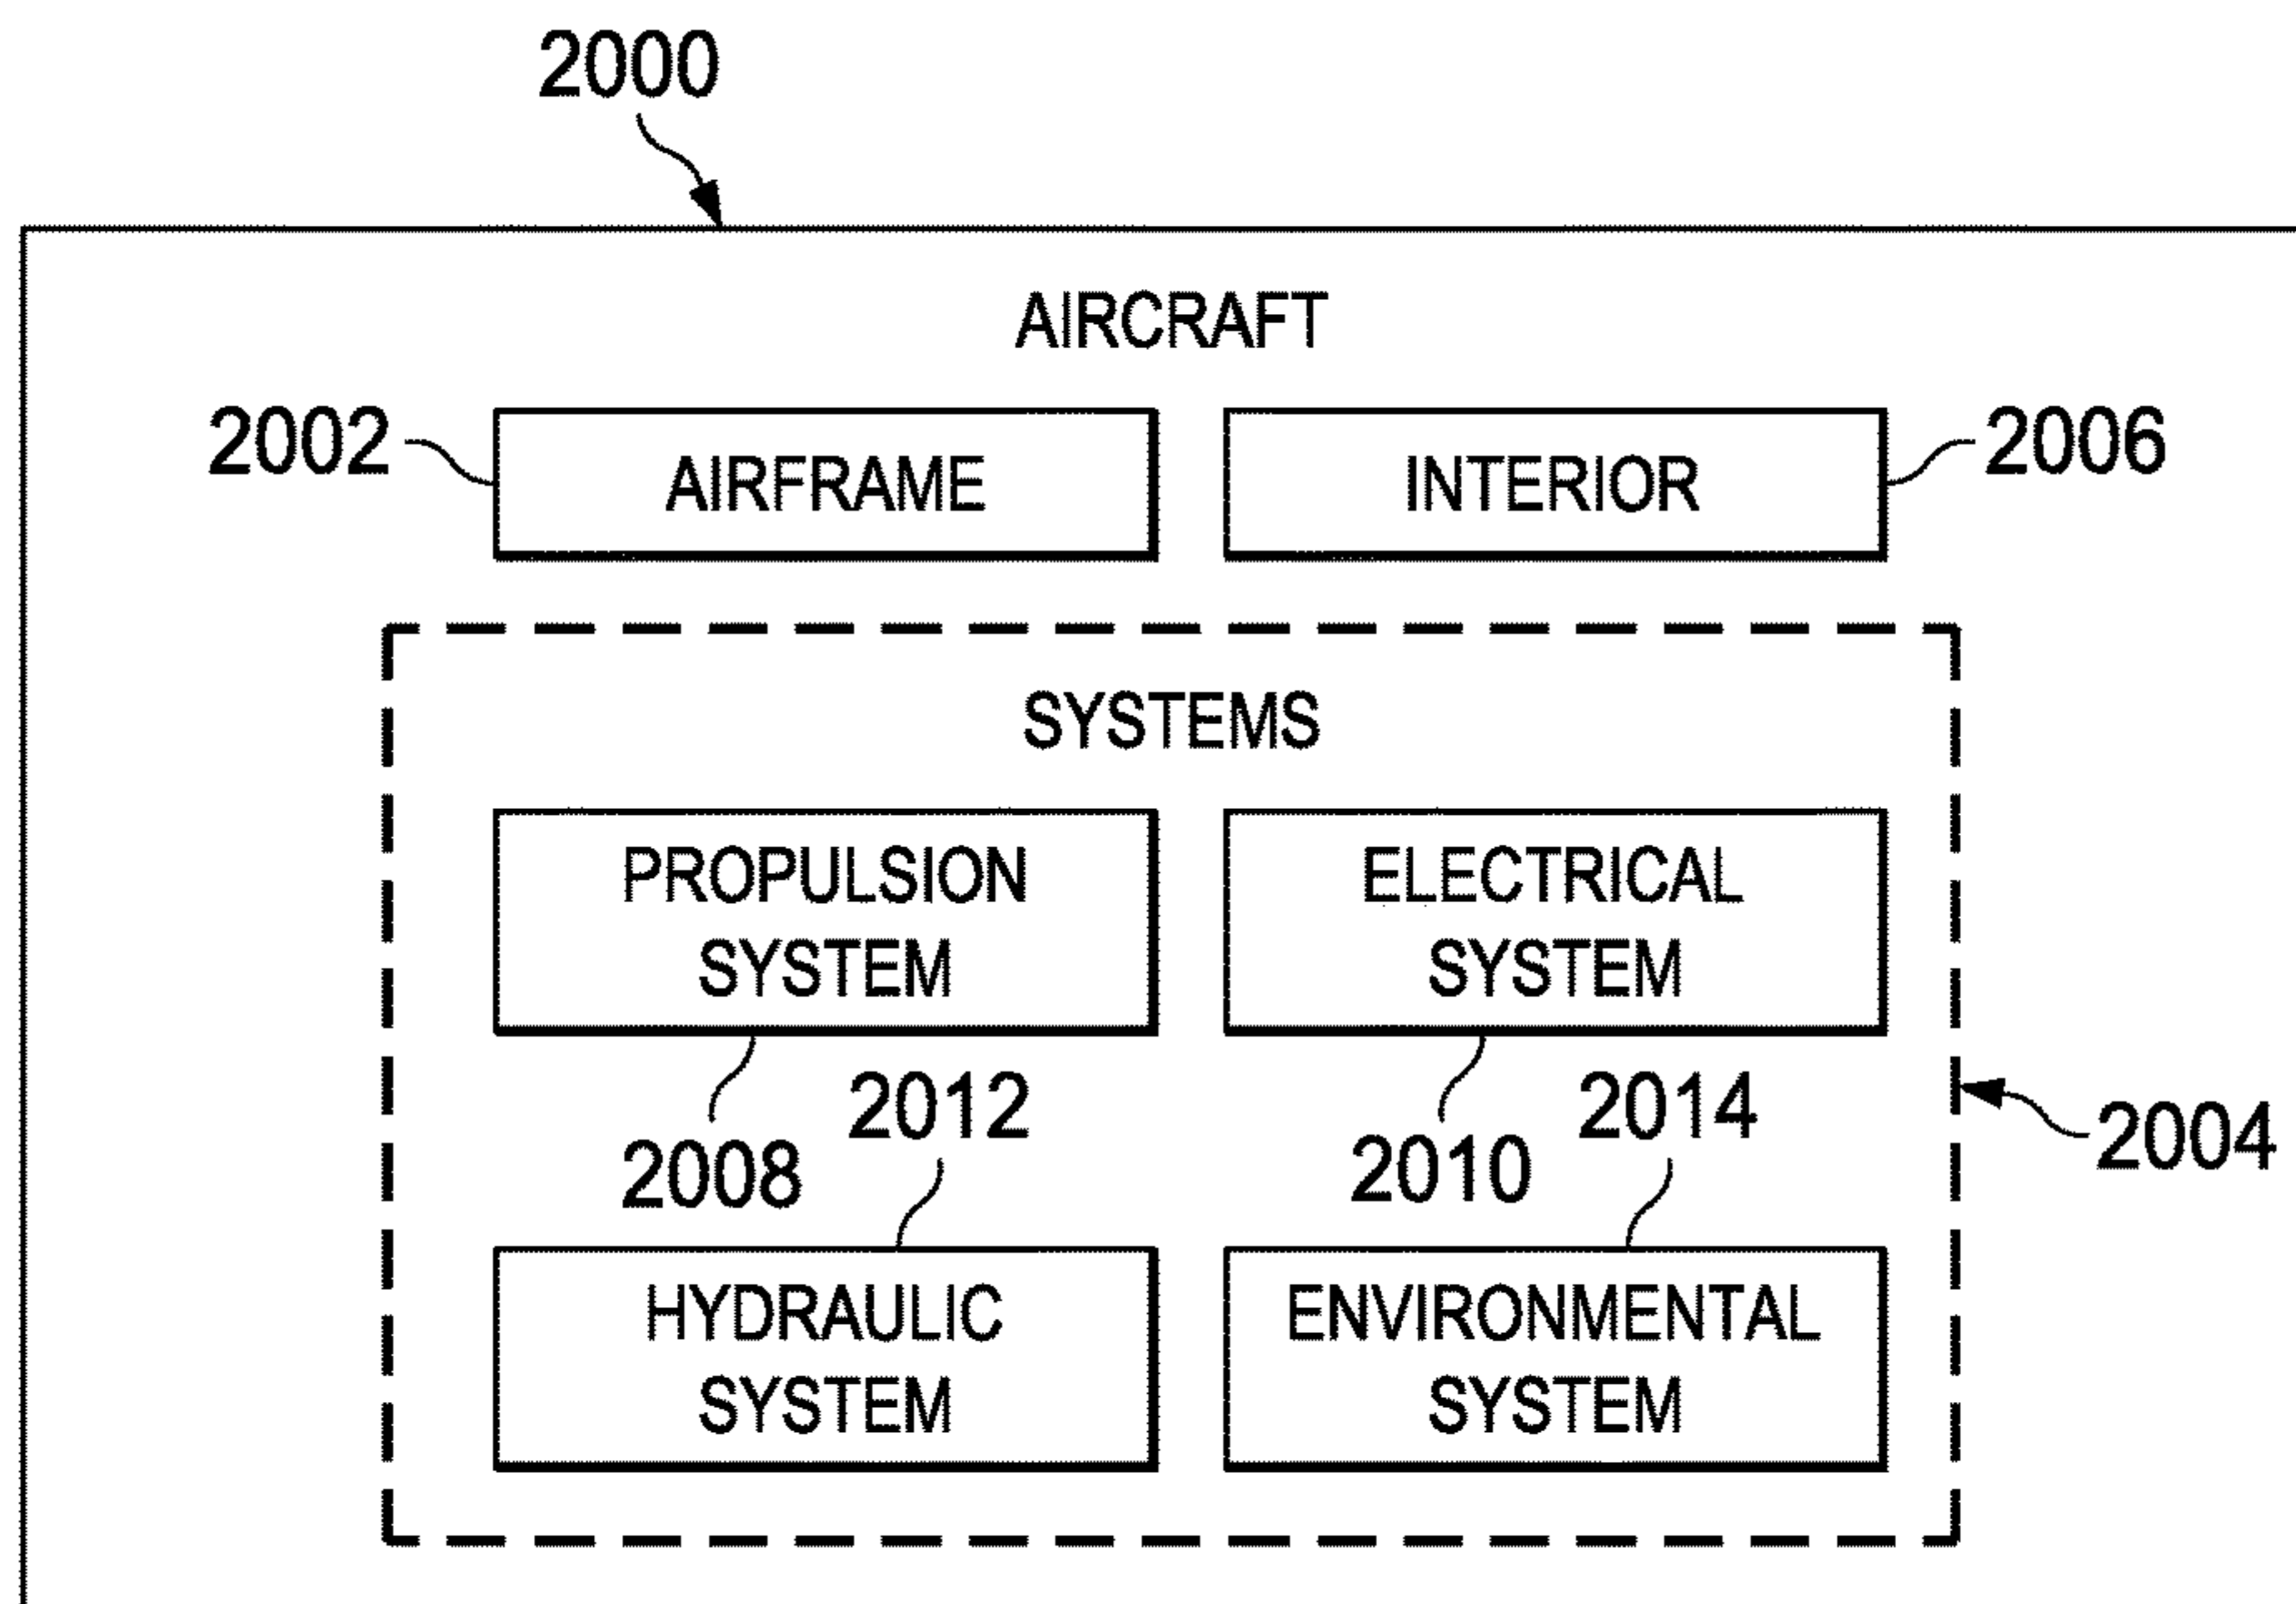 2000
AIRCRAFT
2002
AIRFRAME
INTERIOR
2006
SYSTEMS
PROPULSION
SYSTEM
ELECTRICAL
SYSTEM
2008
2012
2010
2014
2004
HYDRAULIC
SYSTEM
ENVIRONMENTAL
SYSTEM